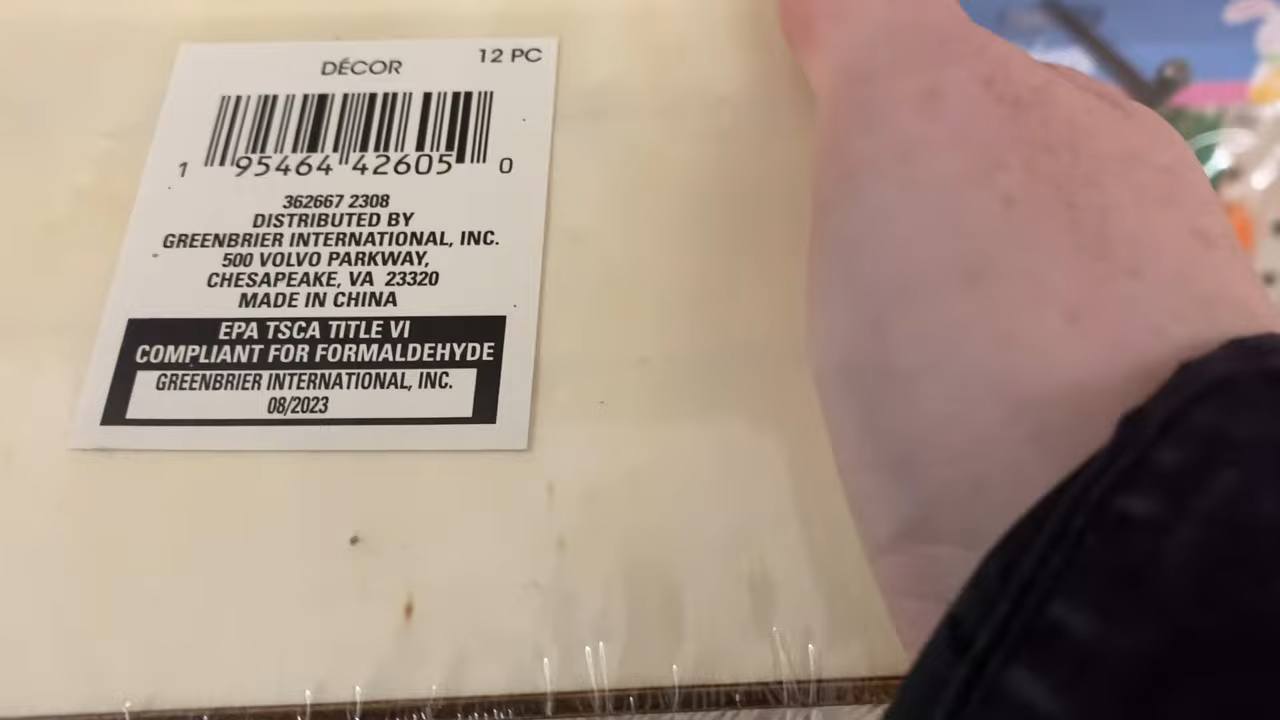 DÉCOR 12 PC
1 95464 42605 0
362667 2308
DISTRIBUTED BY
GREENBRIER INTERNATIONAL, INC.
500 VOLVO PARKWAY,
CHESAPEAKE, VA 23320
MADE IN CHINA
EPA TSCA TITLE VI
COMPLIANT FOR FORMALDEHYDE
GREENBRIER INTERNATIONAL, INC.
08/2023